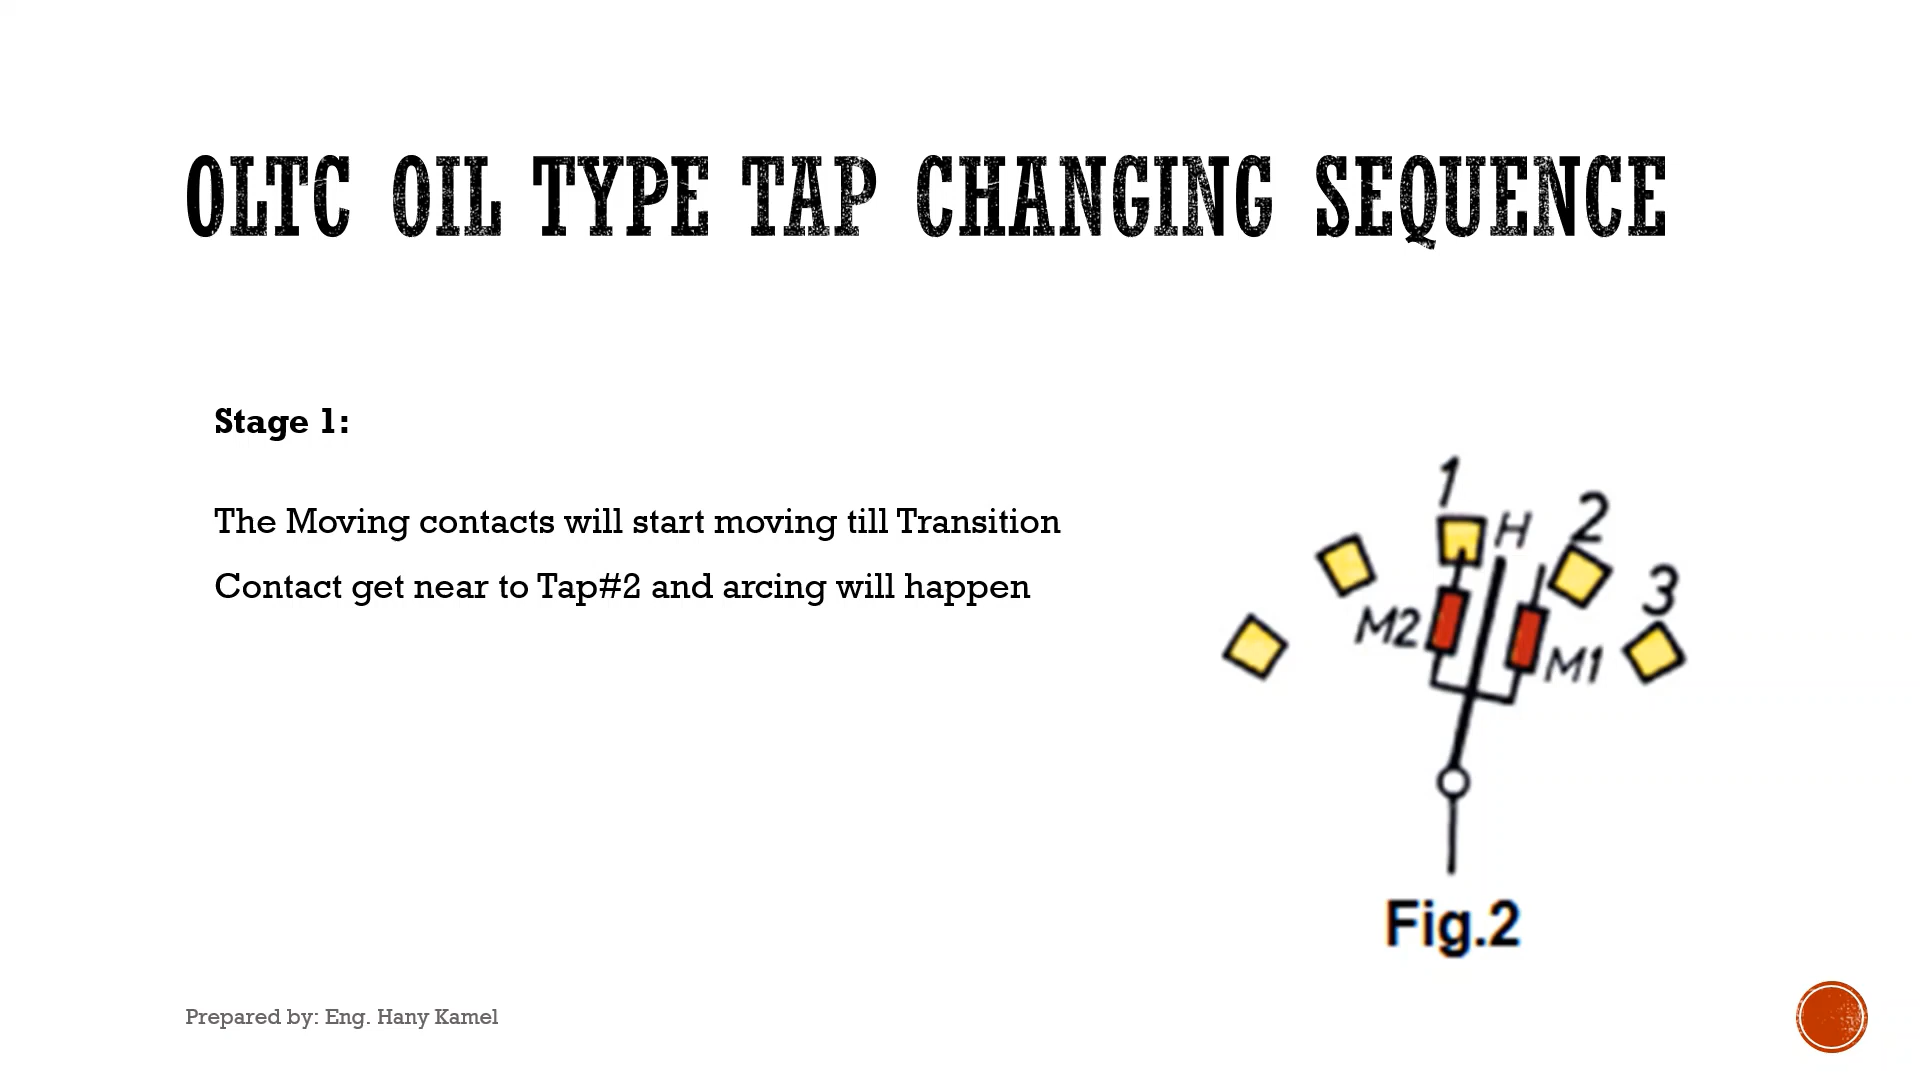 OLTC OIL TYPE TAP CHANGING SEQUENCE
Stage 1:
The Moving contacts will start moving till Transition
Contact get near to Tap#2 and arcing will happen
1
H
2
3
M2
M1
Fig.2
Prepared by: Eng. Hany Kamel